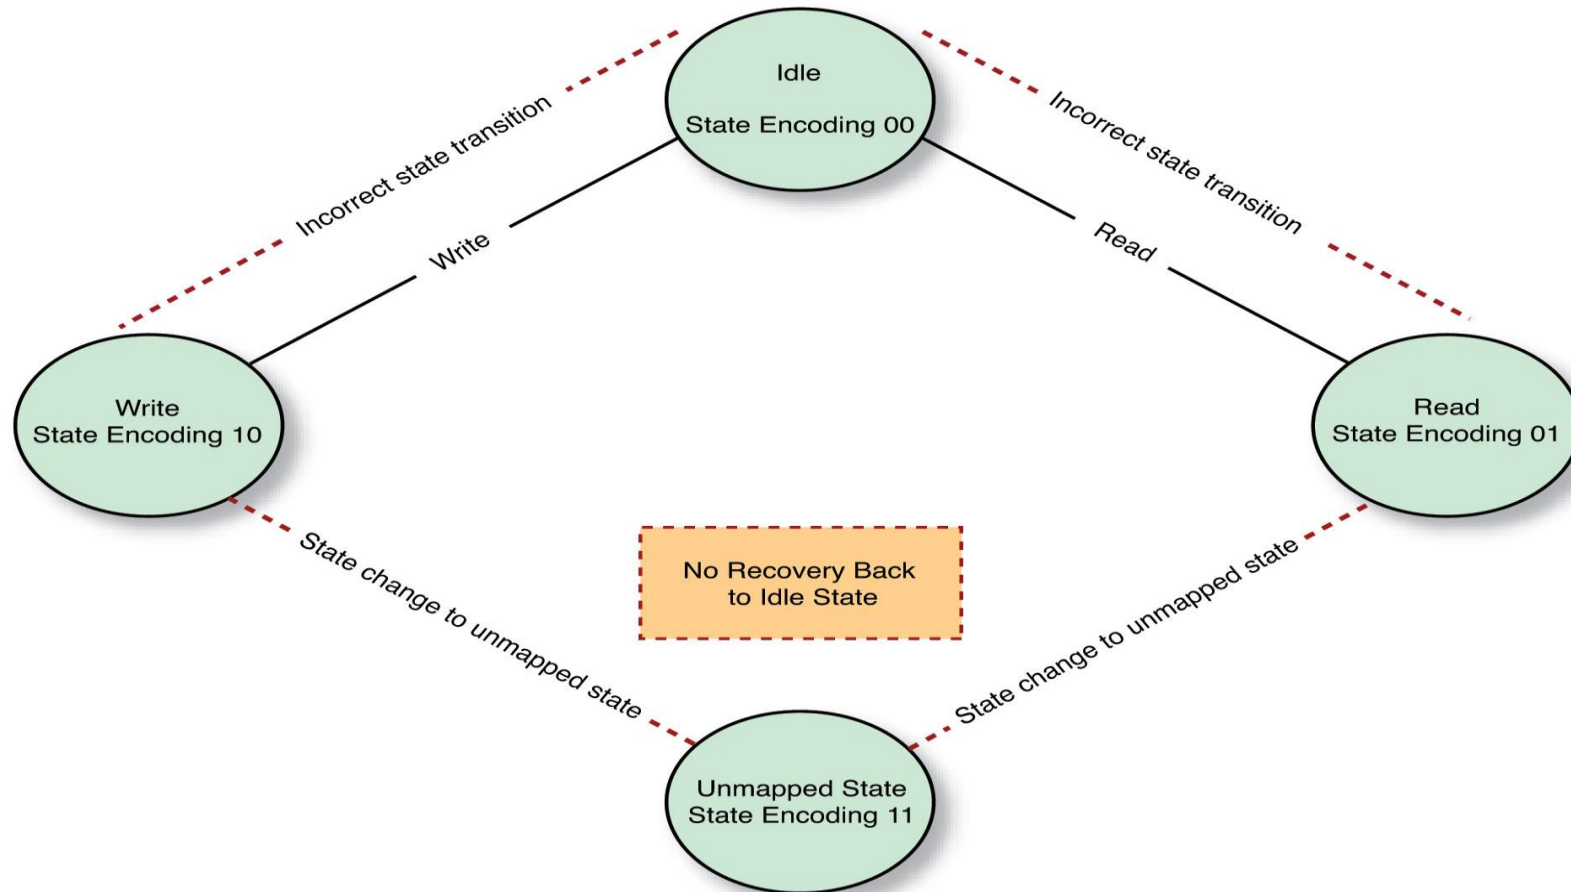 Idle
State Encoding 00
Incorrect state transition
Incorrect state transition
Write
Read
Write
State Encoding 10
Read
State Encoding 01
State change to unmapped state
No Recovery Back
to Idle State
State change to unmapped state
Unmapped State
State Encoding 11